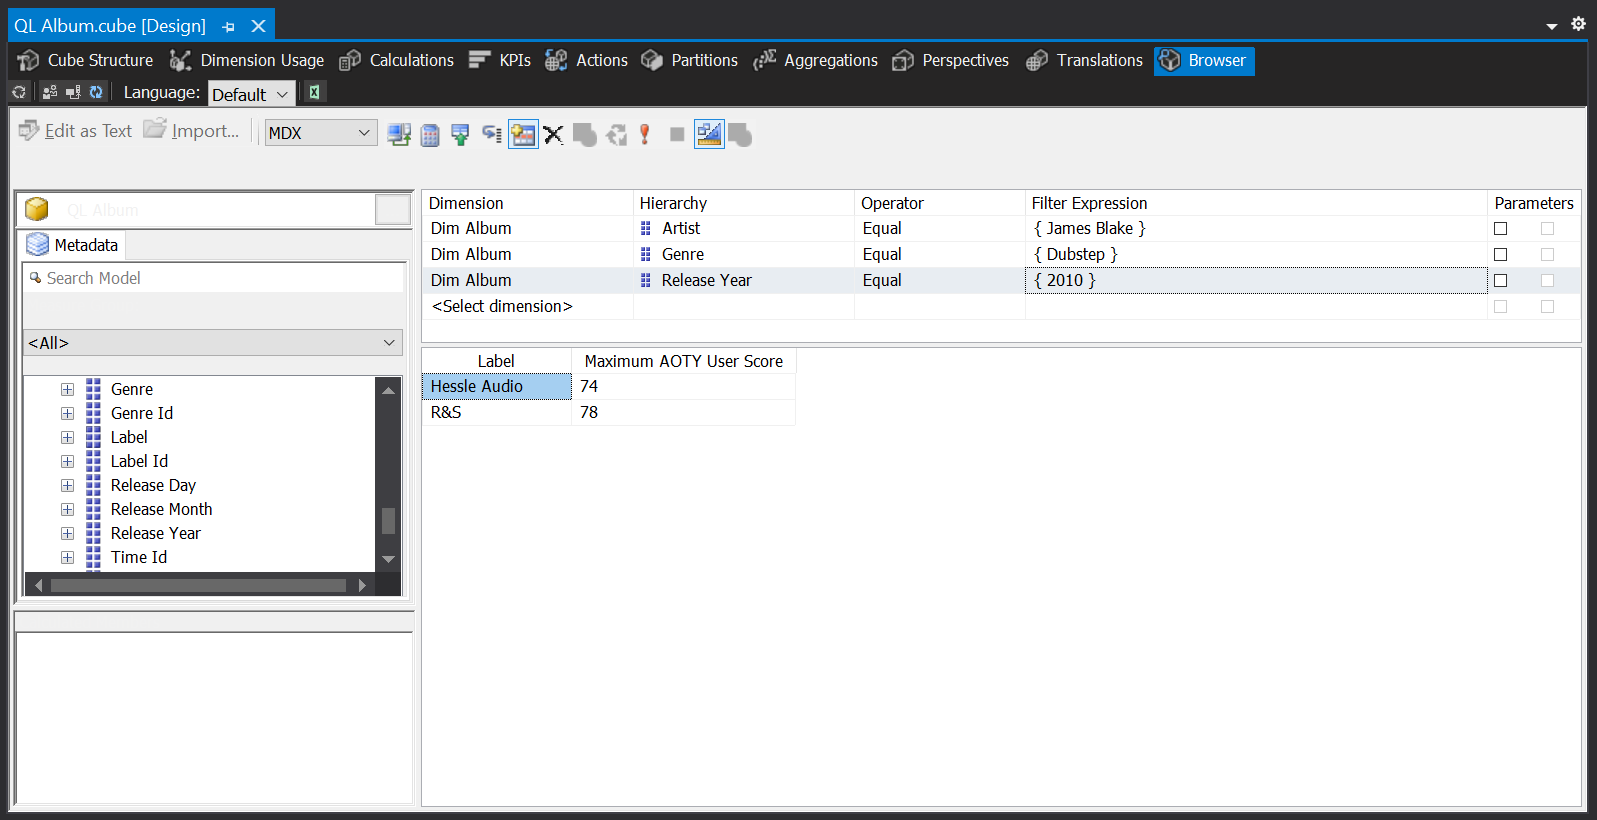 QL Album.cube [Design]
Cube Structure Dimension Usage Calculations KPIs Actions Partitions Aggregations Perspectives Translations Browser
Language: Default
Edit as Text Import... MDX
QL Album
Metadata
Search Model
<All>
Genre
Genre Id
Label
Label Id
Release Day
Release Month
Release Year
Time Id
Dimension Hierarchy Operator Filter Expression Parameters
Dim Album Artist Equal { James Blake }
Dim Album Genre Equal { Dubstep }
Dim Album Release Year Equal { 2010 }
<Select dimension>
Label Maximum AOTY User Score
Hessle Audio 74
R&S 78